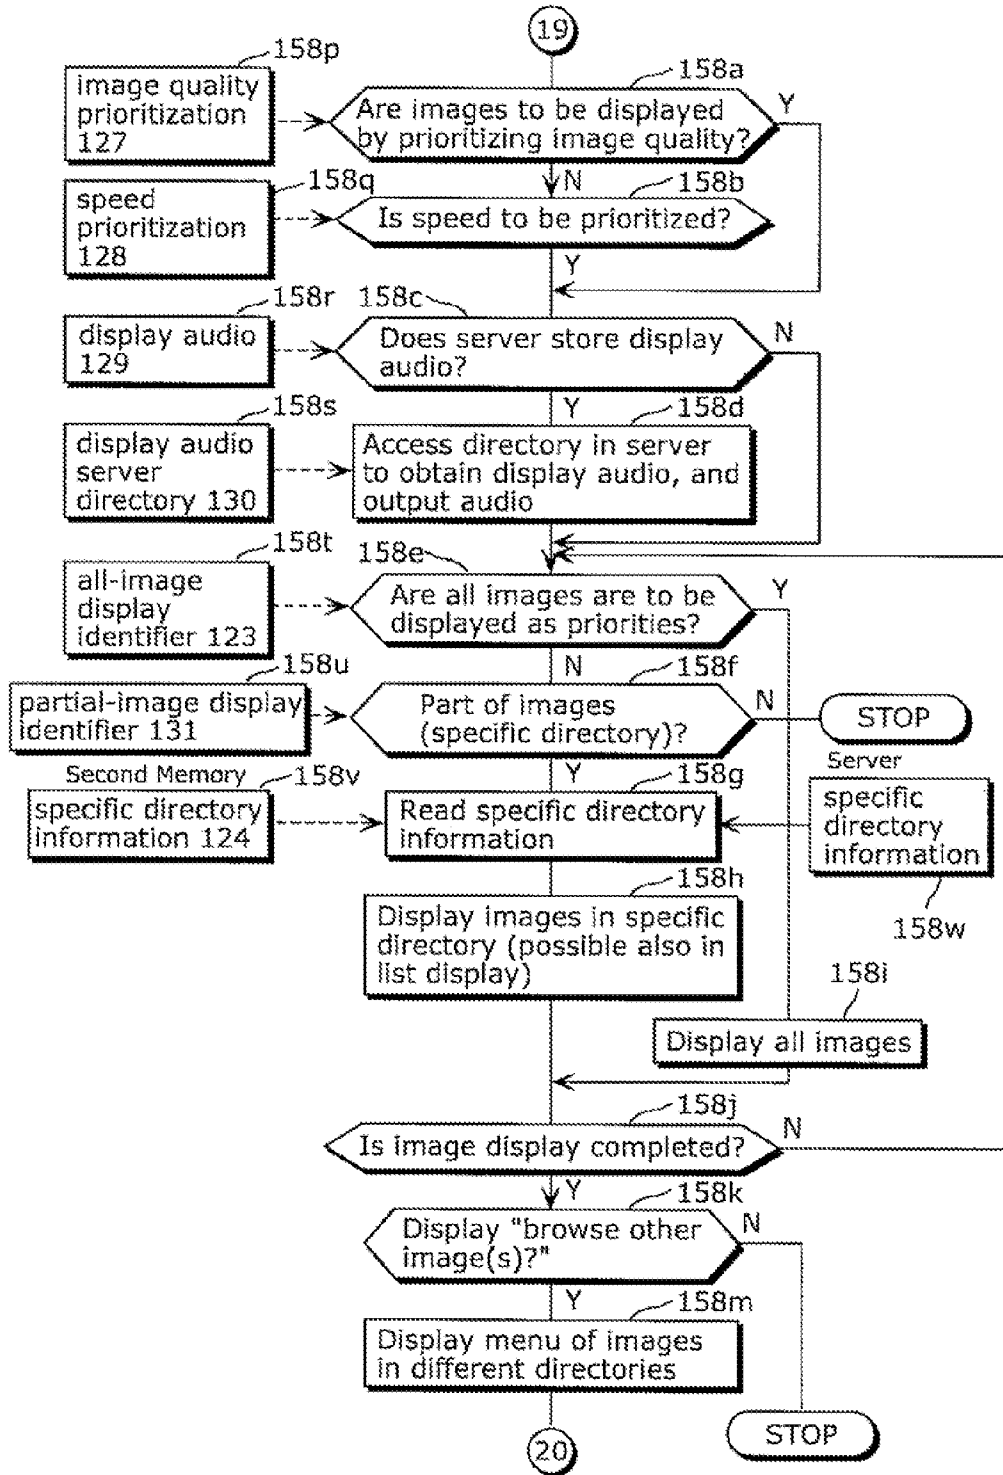 19
158p
image quality
prioritization
127
158a
Are images to be displayed
by prioritizing image quality?
Y
N
158q
speed
prioritization
128
158b
Is speed to be prioritized?
Y
158r
display audio
129
158c
Does server store display
audio?
N
Y
158s
display audio
server
directory 130
158d
Access directory in server
to obtain display audio, and
output audio
158t
all-image
display
identifier 123
158e
Are all images are to be
displayed as priorities?
Y
N
158u
partial-image display
identifier 131
158f
Part of images
(specific directory)?
N
STOP
Y
Second Memory
158v
specific directory
information 124
158g
Read specific directory
information
Server
specific
directory
information
158w
158h
Display images in specific
directory (possible also in
list display)
158i
Display all images
158j
Is image display completed?
N
Y
158k
Display "browse other
image(s)?"
N
Y
158m
Display menu of images
in different directories
STOP
20